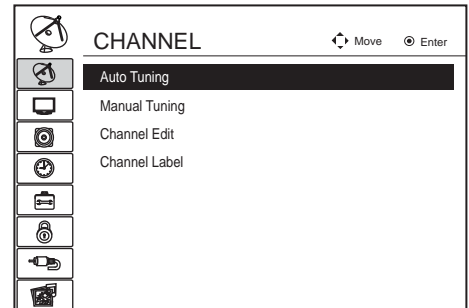 CHANNEL Move Enter
Auto Tuning
Manual Tuning
Channel Edit
Channel Label